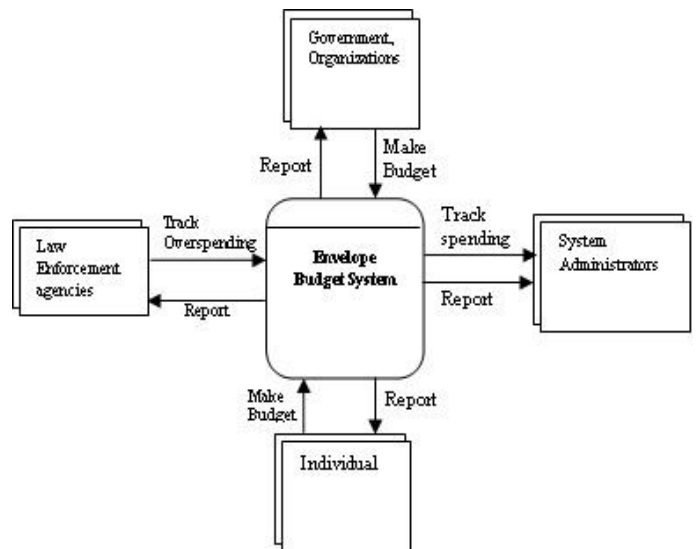 Government,
Organizations
Report
Make
Budget
Track
Overspending
Law
Enforcement
agencies
Report
Envelope
Budget System
Track
spending
Report
System
Administrators
Make
Budget
Report
Individual